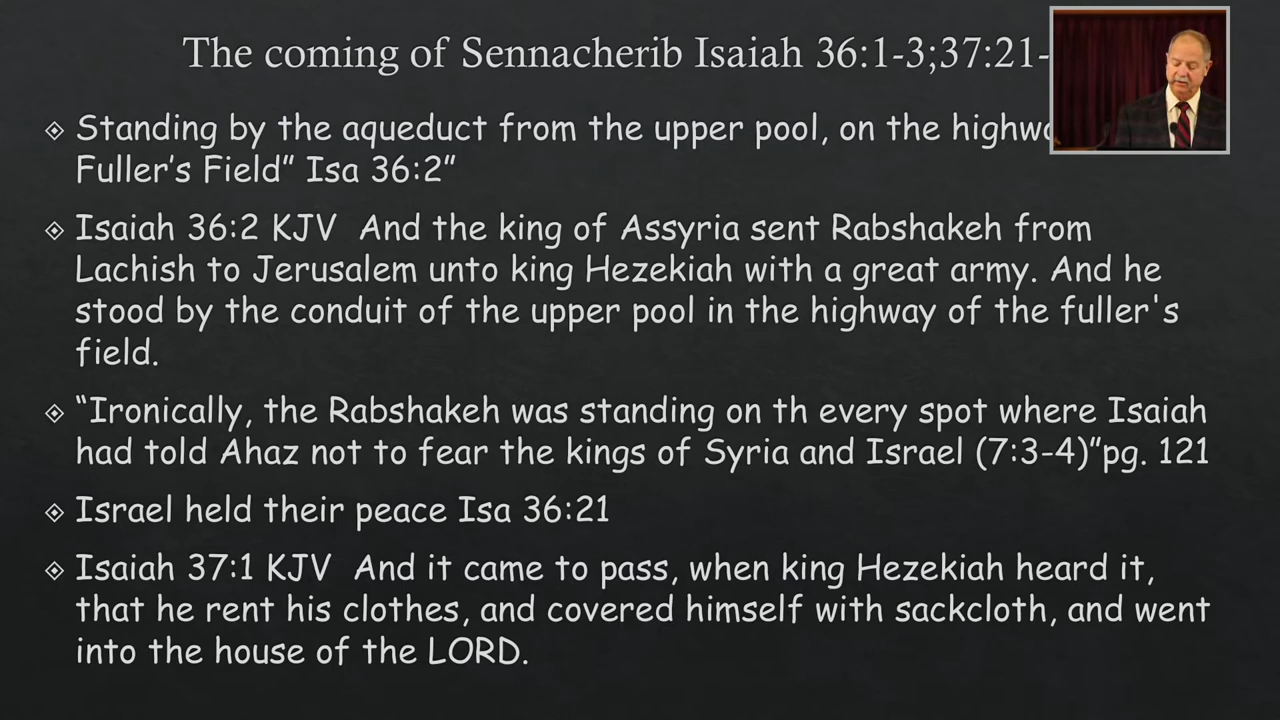 The coming of Sennacherib Isaiah 36:1-3;37:21-
Standing by the aqueduct from the upper pool, on the
Fuller’s Field” Isa 36:2”
Isaiah 36:2 KJV And the king of Assyria sent Rabshakeh from
Lachish to Jerusalem unto king Hezekiah with a great army. And he
stood by the conduit of the upper pool in the highway of the fuller's
field.
“Ironically, the Rabshakeh was standing on th every spot where Isaiah
had told Ahaz not to fear the kings of Syria and Israel (7:3-4)”pg. 121
Israel held their peace Isa 36:21
Isaiah 37:1 KJV And it came to pass, when king Hezekiah heard it,
that he rent his clothes, and covered himself with sackcloth, and went
into the house of the LORD.